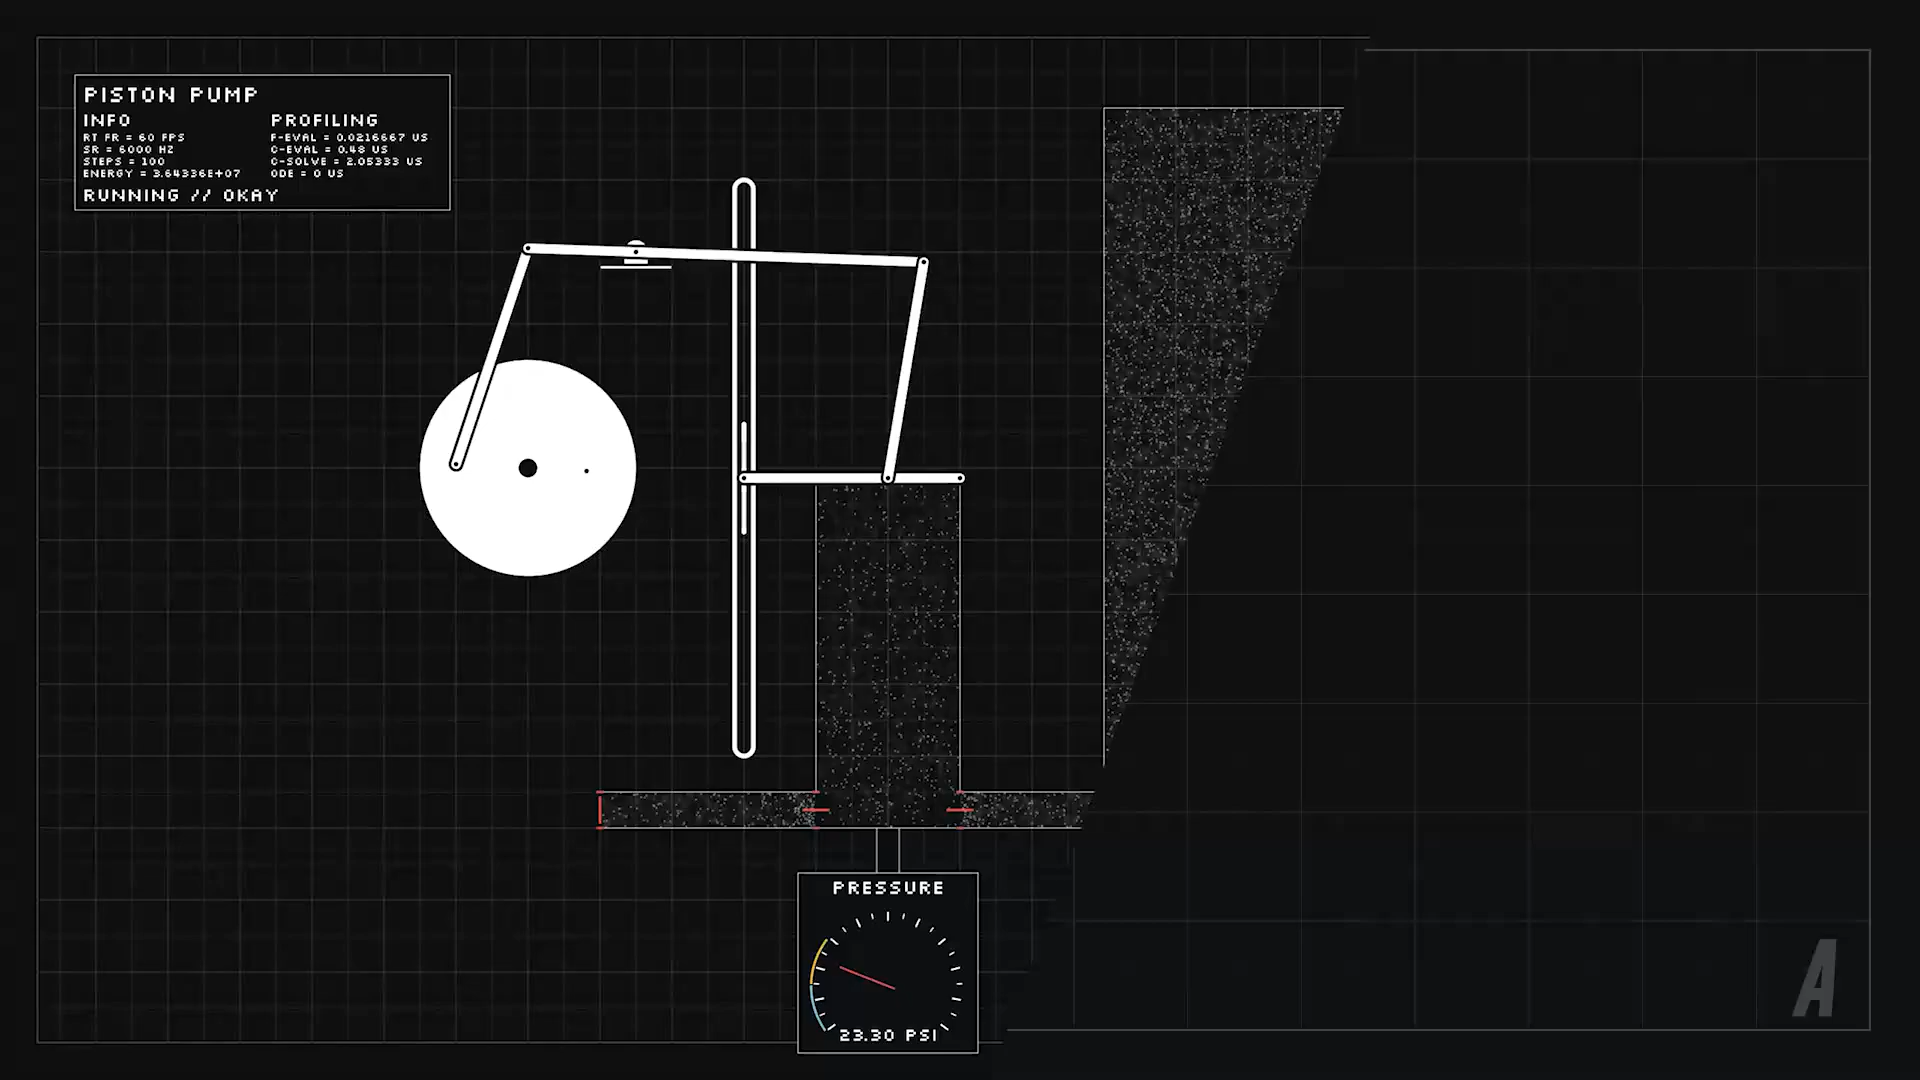 PISTON PUMP
INFO
RT FR = 60 FPS
SR = 6000 HZ
STEPS = 100
ENERGY = 3.64336E+07
PROFILING
F-EVAL = 0.0216667 US
C-EVAL = 0.48 US
C-SOLVE = 2.05333 US
ODE = 0 US
RUNNING // OKAY
PRESSURE
23.30 PSI
A